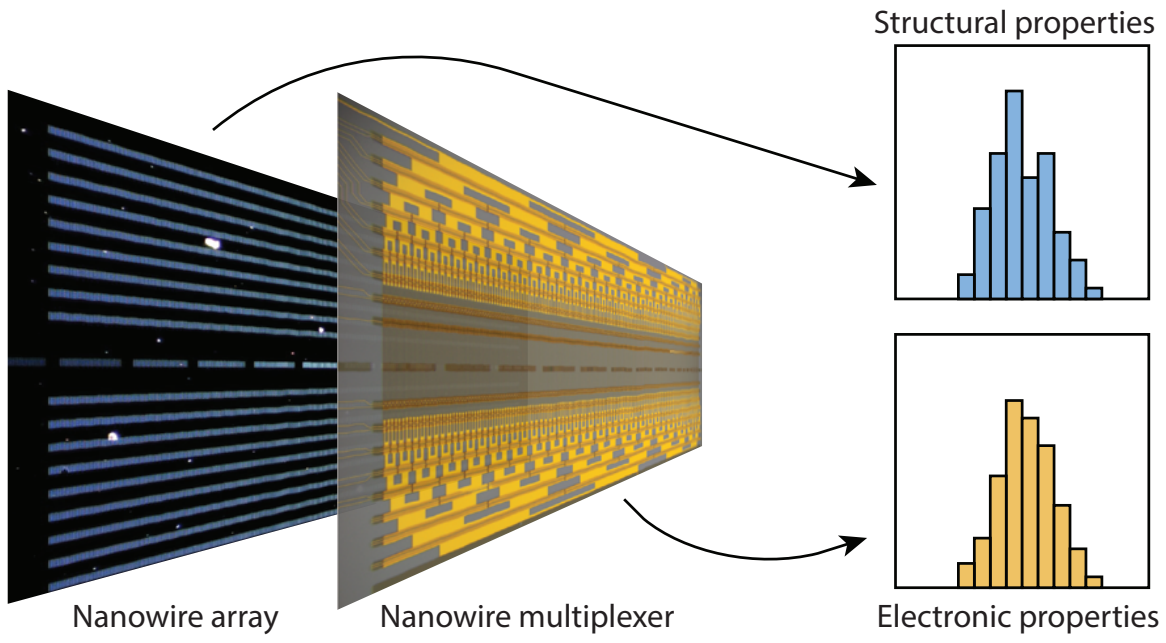 Structural properties
Nanowire array
Nanowire multiplexer
Electronic properties